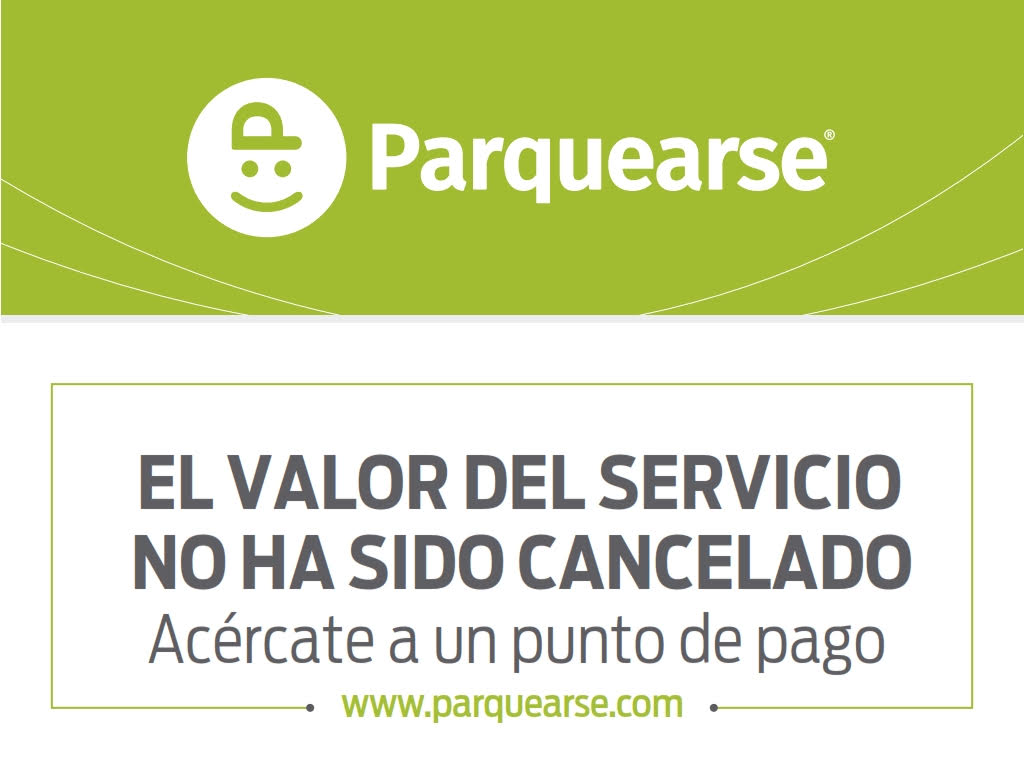 Parquearse®
EL VALOR DEL SERVICIO
NO HA SIDO CANCELADO
Acércate a un punto de pago
www.parquearse.com